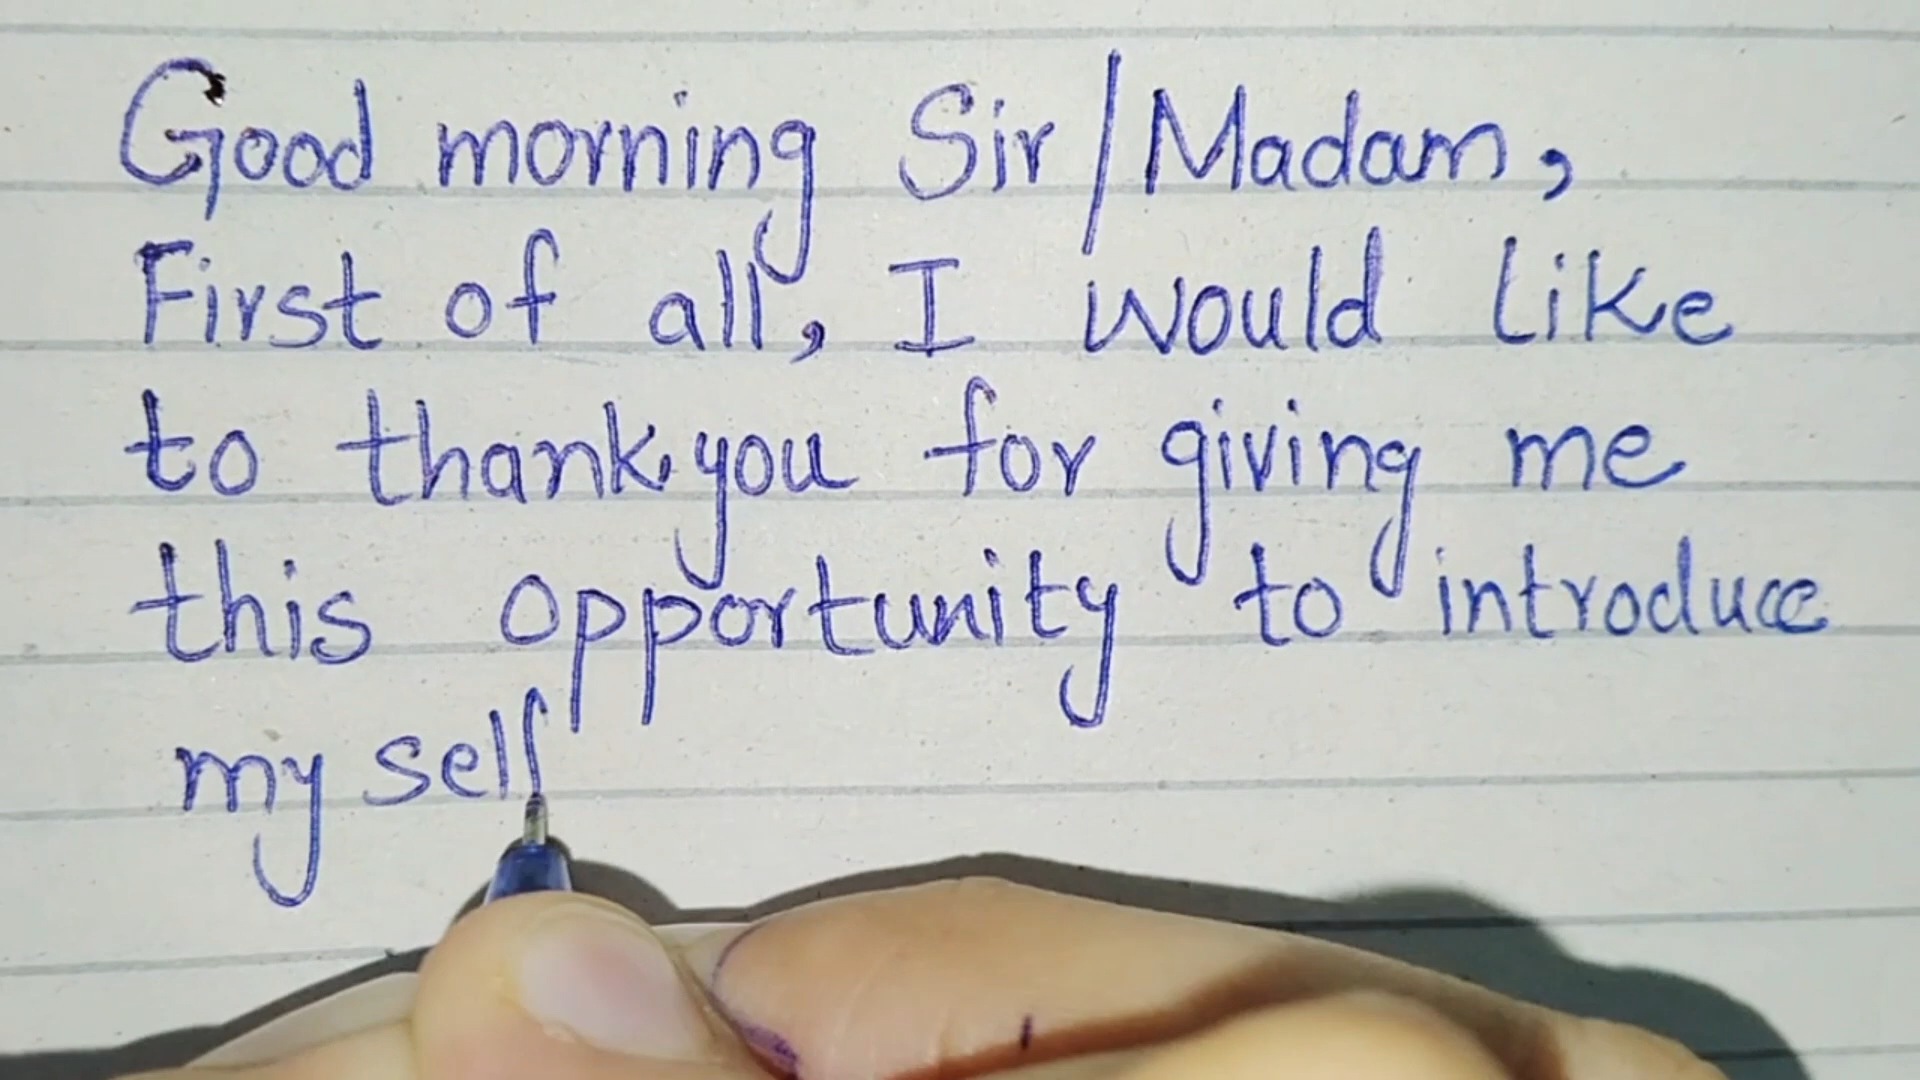 Good morning Sir/Madam,
First of all, I would like
to thank you for giving me
this opportunity to introduce
my self